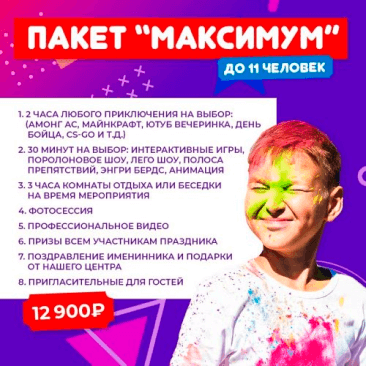 ПАКЕТ "МАКСИМУМ"
ДО 11 ЧЕЛОВЕК
1. 2 ЧАСА ЛЮБОГО ПРИКЛЮЧЕНИЯ НА ВЫБОР:
(АМОНГ АС, МАЙНКРАФТ, ЮТУБ ВЕЧЕРИНКА, ДЕНЬ
БОЙЦА, CS-GO И Т.Д.)
2. 30 МИНУТ НА ВЫБОР: ИНТЕРАКТИВНЫЕ ИГРЫ,
ПОРОЛОНОВОЕ ШОУ, ЛЕГО ШОУ, ПОЛОСА
ПРЕПЯТСТВИЙ, ЭНГРИ БЕРДС, АНИМАЦИЯ
3. 3 ЧАСА КОМНАТЫ ОТДЫХА ИЛИ БЕСЕДКИ
НА ВРЕМЯ МЕРОПРИЯТИЯ
4. ФОТОСЕССИЯ
5. ПРОФЕССИОНАЛЬНОЕ ВИДЕО
6. ПРИЗЫ ВСЕМ УЧАСТНИКАМ ПРАЗДНИКА
7. ПОЗДРАВЛЕНИЕ ИМЕНИННИКА И ПОДАРКИ
ОТ НАШЕГО ЦЕНТРА
8. ПРИГЛАСИТЕЛЬНЫЕ ДЛЯ ГОСТЕЙ
12 900₽